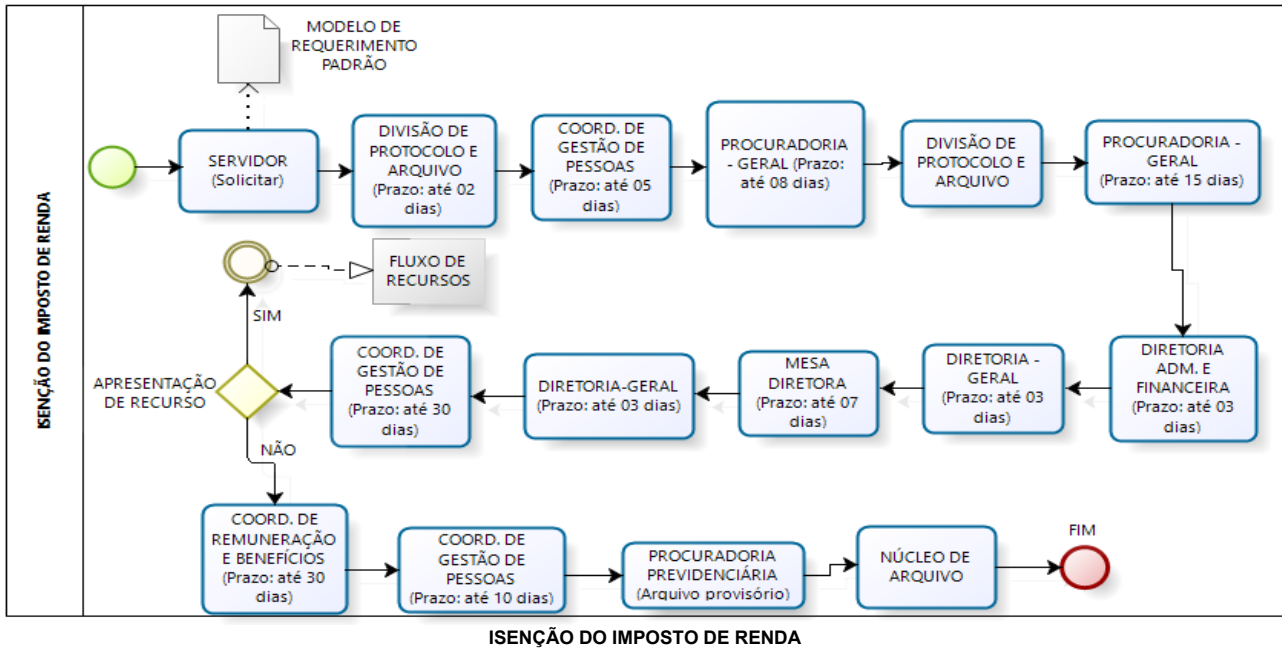 ISENÇÃO DO IMPOSTO DE RENDA
MODELO DE
REQUERIMENTO
PADRÃO
SERVIDOR
(Solicitar)
DIVISÃO DE
PROTOCOLO E
ARQUIVO
(Prazo: até 02
dias)
COORD. DE
GESTÃO DE
PESSOAS
(Prazo: até 05
dias)
PROCURADORIA
- GERAL (Prazo:
até 08 dias)
DIVISÃO DE
PROTOCOLO E
ARQUIVO
PROCURADORIA -
GERAL
(Prazo: até 15 dias)
DIRETORIA
ADM. E
FINANCEIRA
(Prazo: até 03
dias)
DIRETORIA -
GERAL
(Prazo: até 03
dias)
MESA
DIRETORA
(Prazo: até 07
dias)
DIRETORIA-GERAL
(Prazo: até 03 dias)
COORD. DE
GESTÃO DE
PESSOAS
(Prazo: até 30
dias)
APRESENTAÇÃO
DE RECURSO
SIM
FLUXO DE
RECURSOS
NÃO
COORD. DE
REMUNERAÇÃO
E BENEFÍCIOS
(Prazo: até 30
dias)
COORD. DE
GESTÃO DE
PESSOAS
(Prazo: até 10 dias)
PROCURADORIA
PREVIDENCIÁRIA
(Arquivo provisório)
NÚCLEO DE
ARQUIVO
FIM
ISENÇÃO DO IMPOSTO DE RENDA